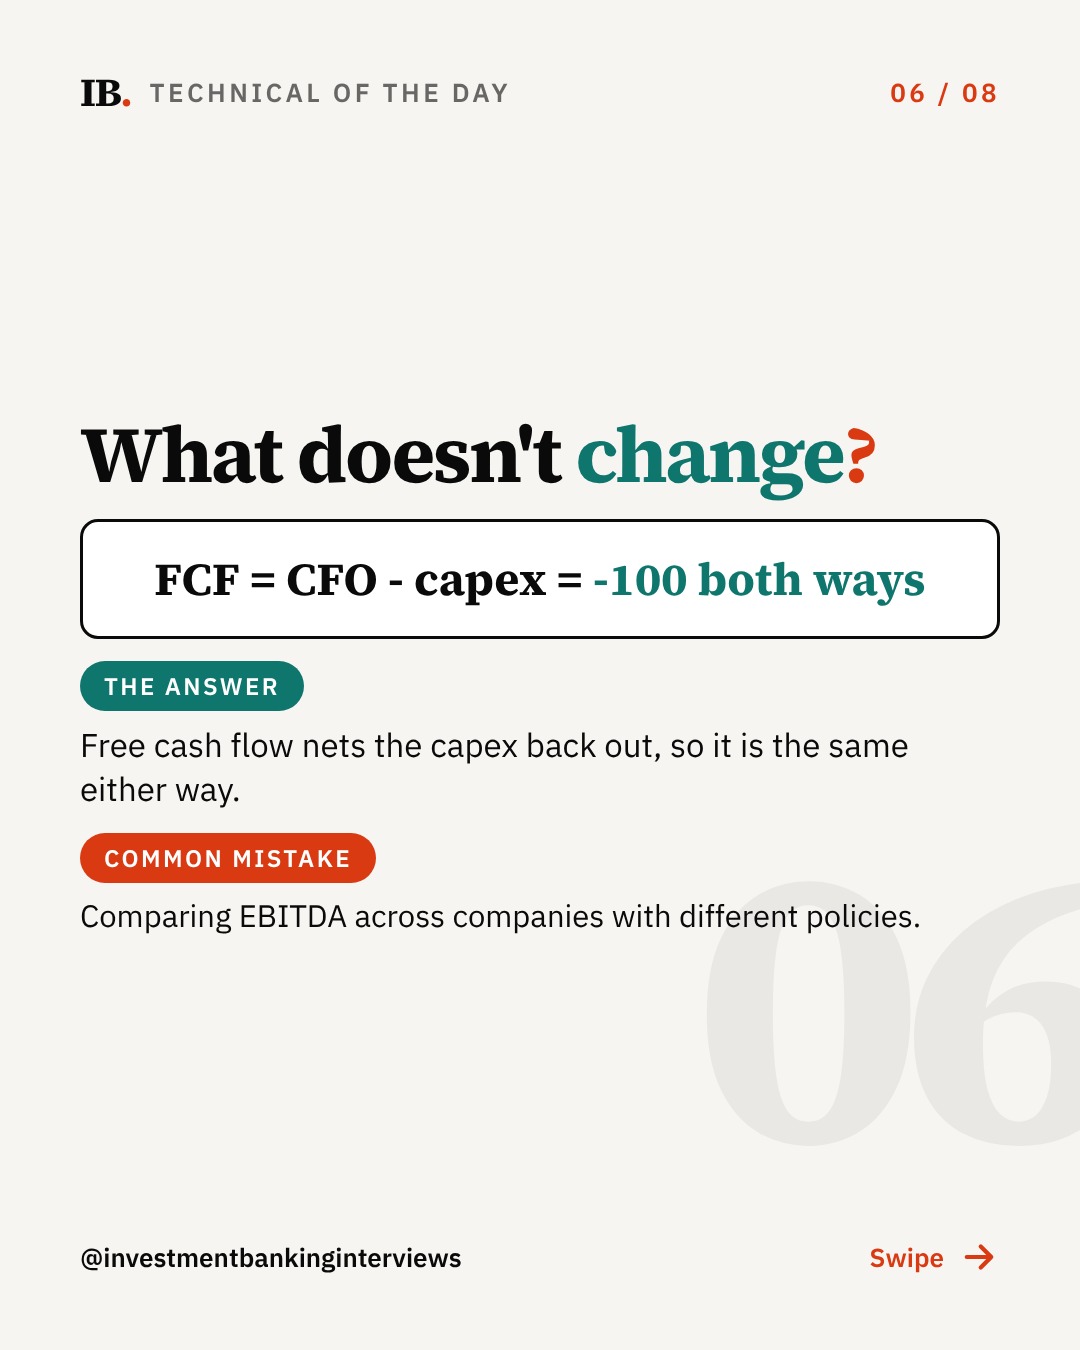 IB. TECHNICAL OF THE DAY
06 / 08
What doesn't change?
FCF = CFO - capex = -100 both ways
THE ANSWER
Free cash flow nets the capex back out, so it is the same
either way.
COMMON MISTAKE
Comparing EBITDA across companies with different policies.
06
@investmentbankinginterviews
Swipe →